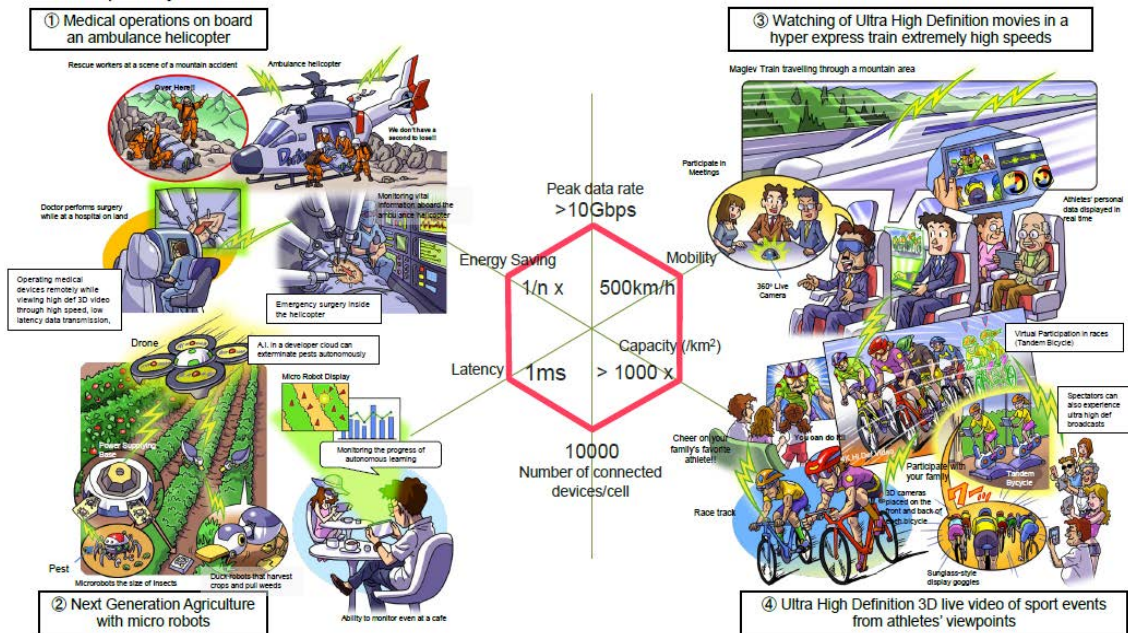 ① Medical operations on board
an ambulance helicopter
Rescue workers at a scene of a mountain accident
Ambulance helicopter
Over Here!!
We don't have a
second to lose!!
Doctor performs surgery
while at a hospital on land
Monitoring vital
information aboard the
ambulance helicopter
Operating medical
devices remotely while
viewing high def 3D video
through high speed, low
latency data transmission,
Emergency surgery inside
the helicopter
Drone
A.I. in a developer cloud can
exterminate pests autonomously
Micro Robot Display
Power Supplying
Base
Monitoring the progress
of autonomous learning
Pest
Microrobots the size of insects
Duck robots that harvest
crops and pull weeds
Ability to monitor even at a cafe
② Next Generation Agriculture
with micro robots
Peak data rate
>10Gbps
Energy Saving
1/n x
Mobility
500km/h
Latency
1ms
Capacity (/km²)
> 1000 x
10000
Number of connected
devices/cell
③ Watching of Ultra High Definition movies in a
hyper express train extremely high speeds
Maglev Train travelling through a mountain area
Participate in
Meetings
Athletes' personal
data displayed in
real time
360° Live
Camera
Virtual Participation in races
(Tandem Bicycle)
Spectators can
also experience
ultra high def
broadcasts
Cheer on your
family's favorite
athlete!!
You can do it!!
Participate with
your family
Tandem
Bycycle
Race track
3D cameras
placed on the
front and back of
each bicycle
Sunglass-style
display goggles
④ Ultra High Definition 3D live video of sport events
from athletes' viewpoints